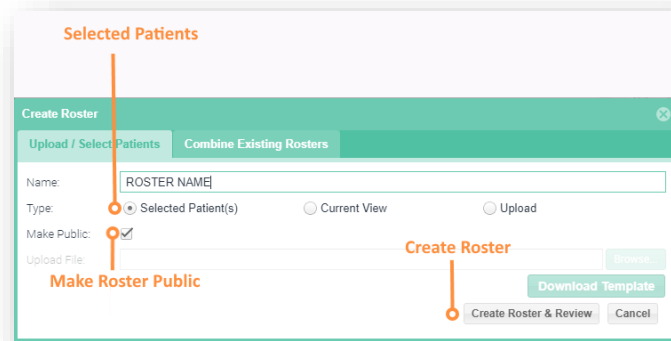 Selected Patients
Create Roster
Upload / Select Patients Combine Existing Rosters
Name: ROSTER NAME
Type: Selected Patient(s) Current View Upload
Make Public:
Create Roster
Upload File: Browse...
Make Roster Public
Download Template
Create Roster & Review Cancel